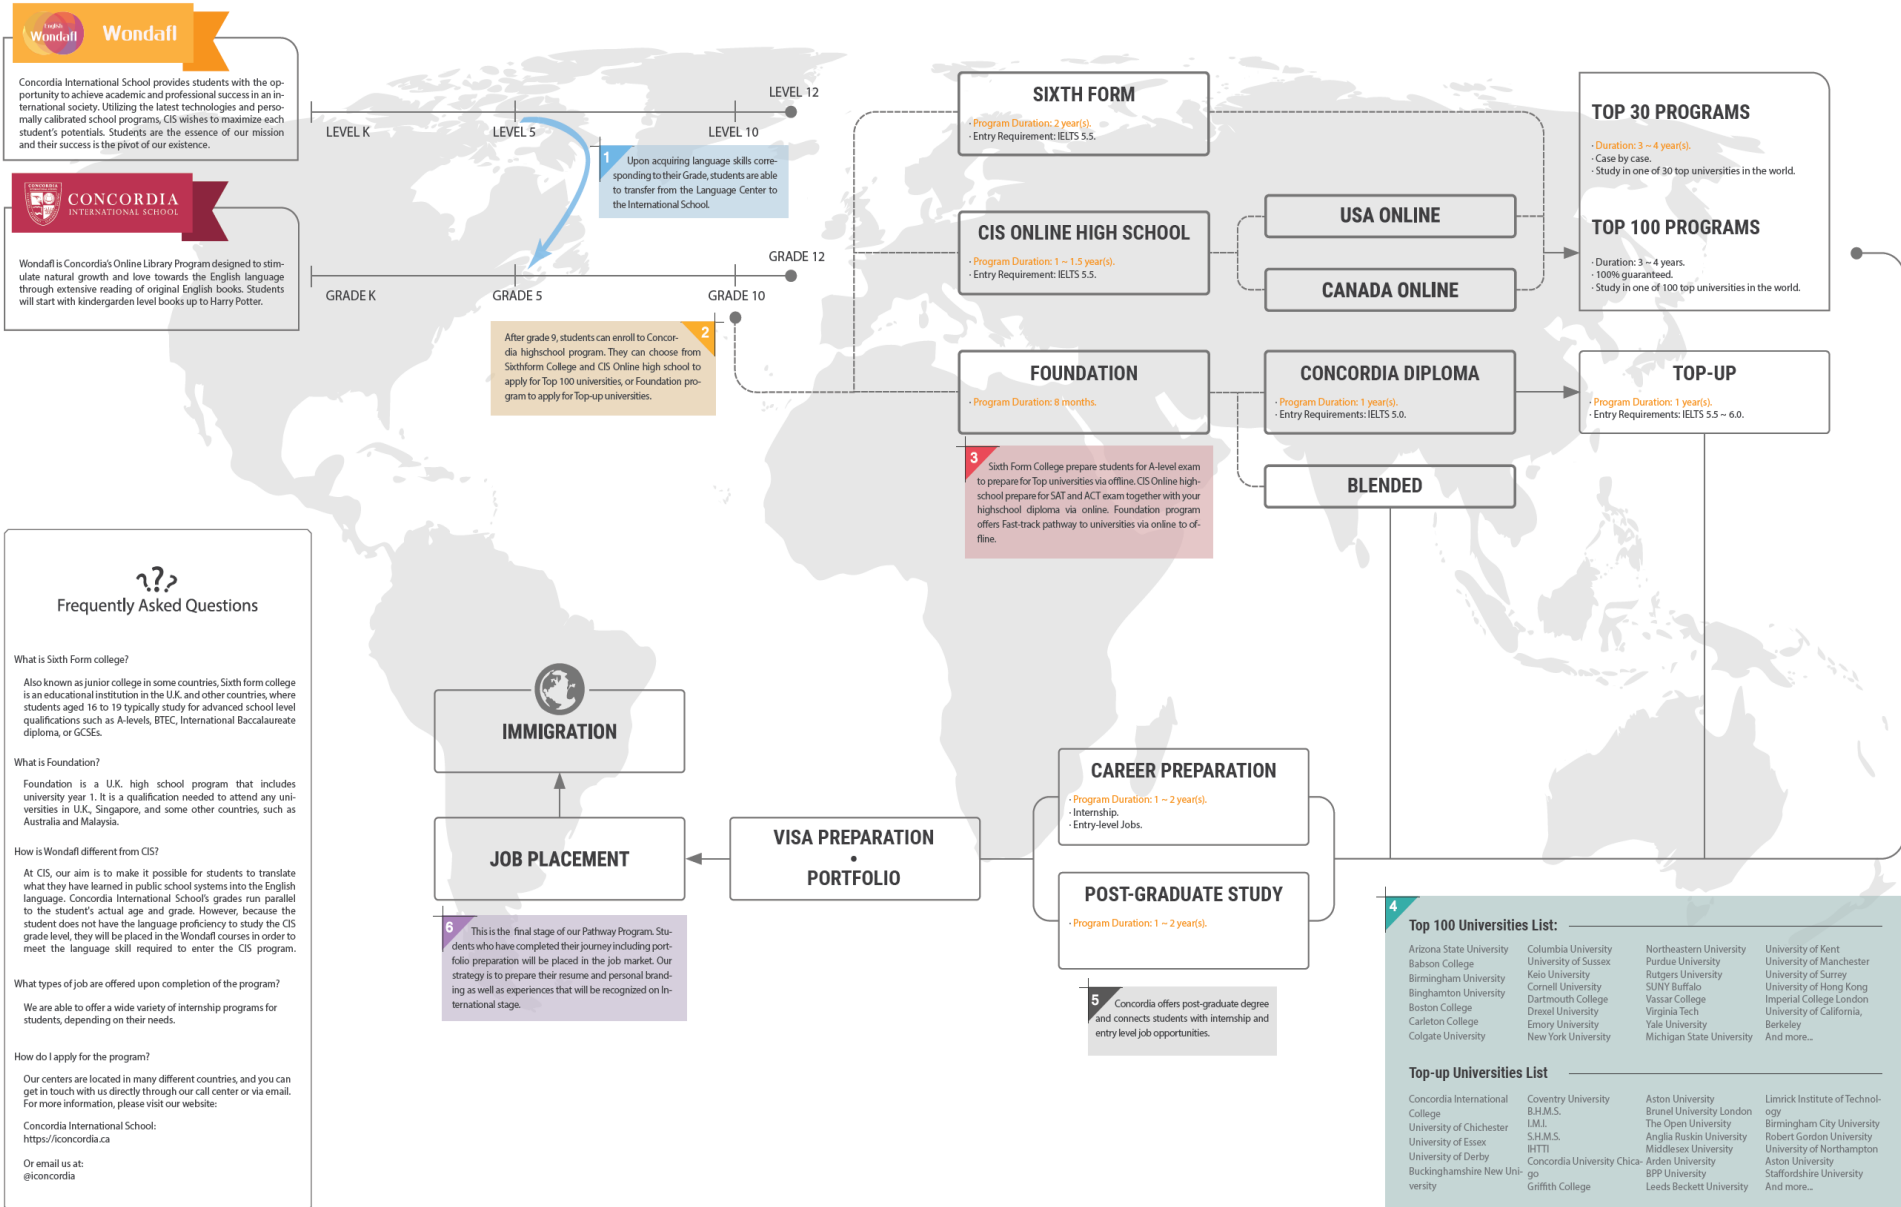 English
Wondafl
Wondafl
Concordia International School provides students with the op-
portunity to achieve academic and professional success in an in-
ternational society. Utilizing the latest technologies and perso-
mally calibrated school programs, CIS wishes to maximize each
student's potentials. Students are the essence of our mission
and their success is the pivot of our existence.
CONCORDIA
CONCORDIA
INTERNATIONAL SCHOOL
Wondafl is Concordia's Online Library Program designed to stim-
ulate natural growth and love towards the English language
through extensive reading of original English books. Students
will start with kindergarden level books up to Harry Potter.
LEVEL K
LEVEL 5
LEVEL 10
LEVEL 12
1
Upon acquiring language skills corre-
sponding to their Grade, students are able
to transfer from the Language Center to
the International School.
GRADE K
GRADE 5
GRADE 10
GRADE 12
2
After grade 9, students can enroll to Concor-
dia highschool program. They can choose from
Sixthform College and CIS Online high school to
apply for Top 100 universities, or Foundation pro-
gram to apply for Top-up universities.
SIXTH FORM
· Program Duration: 2 year(s).
· Entry Requirement: IELTS 5.5.
CIS ONLINE HIGH SCHOOL
· Program Duration: 1 ~ 1.5 year(s).
· Entry Requirement: IELTS 5.5.
USA ONLINE
CANADA ONLINE
TOP 30 PROGRAMS
· Duration: 3 ~ 4 year(s).
· Case by case.
· Study in one of 30 top universities in the world.
TOP 100 PROGRAMS
· Duration: 3 ~ 4 years.
· 100% guaranteed.
· Study in one of 100 top universities in the world.
FOUNDATION
· Program Duration: 8 months.
CONCORDIA DIPLOMA
· Program Duration: 1 year(s).
· Entry Requirements: IELTS 5.0.
TOP-UP
· Program Duration: 1 year(s).
· Entry Requirements: IELTS 5.5 ~ 6.0.
BLENDED
3
Sixth Form College prepare students for A-level exam
to prepare for Top universities via offline. CIS Online high-
school prepare for SAT and ACT exam together with your
highschool diploma via online. Foundation program
offers Fast-track pathway to universities via online to of-
fline.
?
Frequently Asked Questions
What is Sixth Form college?
Also known as junior college in some countries, Sixth form college
is an educational institution in the U.K. and other countries, where
students aged 16 to 19 typically study for advanced school level
qualifications such as A-levels, BTEC, International Baccalaureate
diploma, or GCSEs.
What is Foundation?
Foundation is a U.K. high school program that includes
university year 1. It is a qualification needed to attend any uni-
versities in U.K., Singapore, and some other countries, such as
Australia and Malaysia.
How is Wondafl different from CIS?
At CIS, our aim is to make it possible for students to translate
what they have learned in public school systems into the English
language. Concordia International School's grades run parallel
to the student's actual age and grade. However, because the
student does not have the language proficiency to study the CIS
grade level, they will be placed in the Wondafl courses in order to
meet the language skill required to enter the CIS program.
What types of job are offered upon completion of the program?
We are able to offer a wide variety of internship programs for
students, depending on their needs.
How do I apply for the program?
Our centers are located in many different countries, and you can
get in touch with us directly through our call center or via email.
For more information, please visit our website:
Concordia International School:
https://iconcordia.ca
Or email us at:
@iconcordia
IMMIGRATION
JOB PLACEMENT
VISA PREPARATION
•
PORTFOLIO
CAREER PREPARATION
· Program Duration: 1 ~ 2 year(s).
· Internship.
· Entry-level Jobs.
POST-GRADUATE STUDY
· Program Duration: 1 ~ 2 year(s).
6
This is the final stage of our Pathway Program. Stu-
dents who have completed their journey including port-
folio preparation will be placed in the job market. Our
strategy is to prepare their resume and personal brand-
ing as well as experiences that will be recognized on In-
ternational stage.
5
Concordia offers post-graduate degree
and connects students with internship and
entry level job opportunities.
4
Top 100 Universities List:
Arizona State University
Babson College
Birmingham University
Binghamton University
Boston College
Carleton College
Colgate University
Columbia University
University of Sussex
Keio University
Cornell University
Dartmouth College
Drexel University
Emory University
New York University
Northeastern University
Purdue University
Rutgers University
SUNY Buffalo
Vassar College
Virginia Tech
Yale University
Michigan State University
University of Kent
University of Manchester
University of Surrey
University of Hong Kong
Imperial College London
University of California,
Berkeley
And more...
Top-up Universities List
Concordia International
College
University of Chichester
University of Essex
University of Derby
Buckinghamshire New Uni-
versity
Coventry University
B.H.M.S.
I.M.I.
S.H.M.S.
IHTTI
Concordia University Chica-
go
Griffith College
Aston University
Brunel University London
The Open University
Anglia Ruskin University
Middlesex University
Arden University
BPP University
Leeds Beckett University
Limrick Institute of Technol-
ogy
Birmingham City University
Robert Gordon University
University of Northampton
Aston University
Staffordshire University
And more...